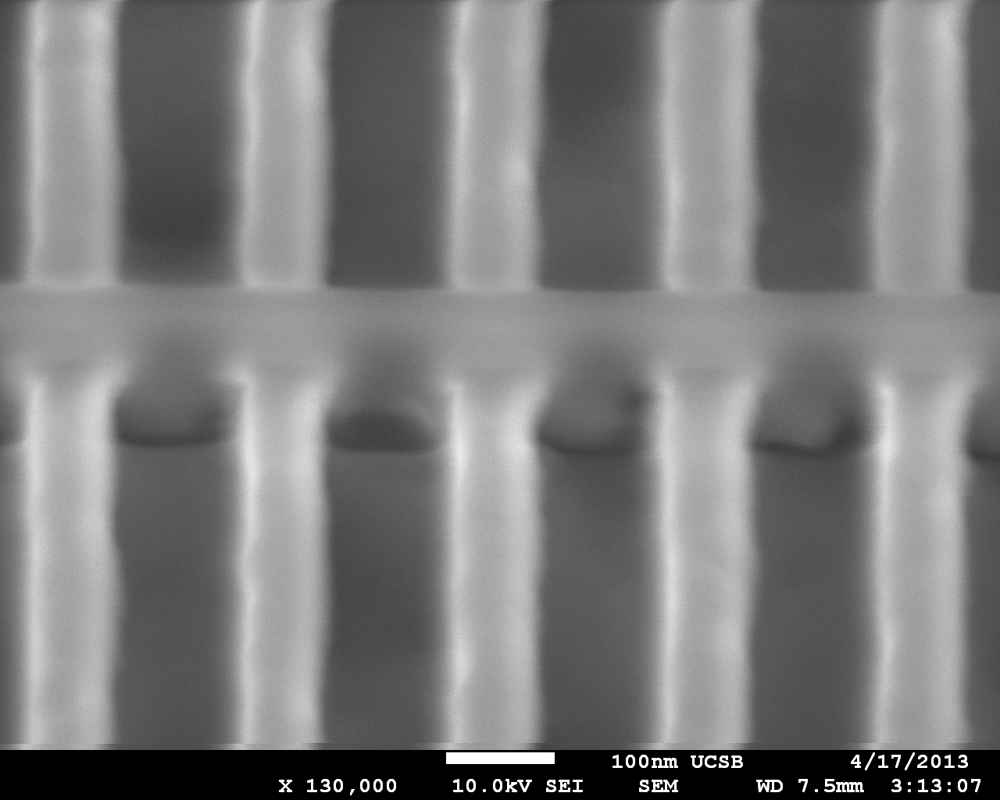 100nm UCSB 4/17/2013
X 130,000 10.0kV SEI SEM WD 7.5mm 3:13:07